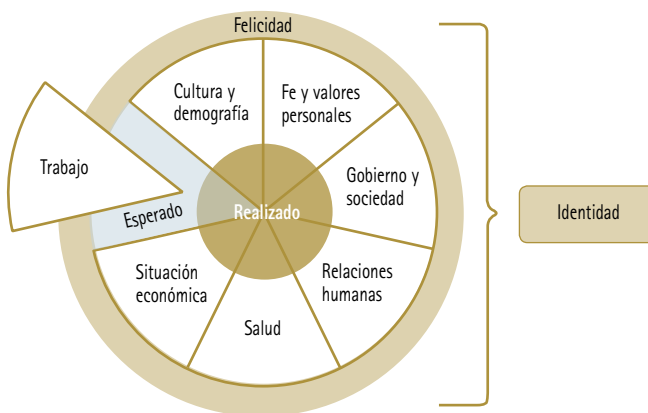 Felicidad
Cultura y
demografía
Fe y valores
personales
Trabajo
Gobierno y
sociedad
Esperado
Realizado
Identidad
Situación
económica
Relaciones
humanas
Salud